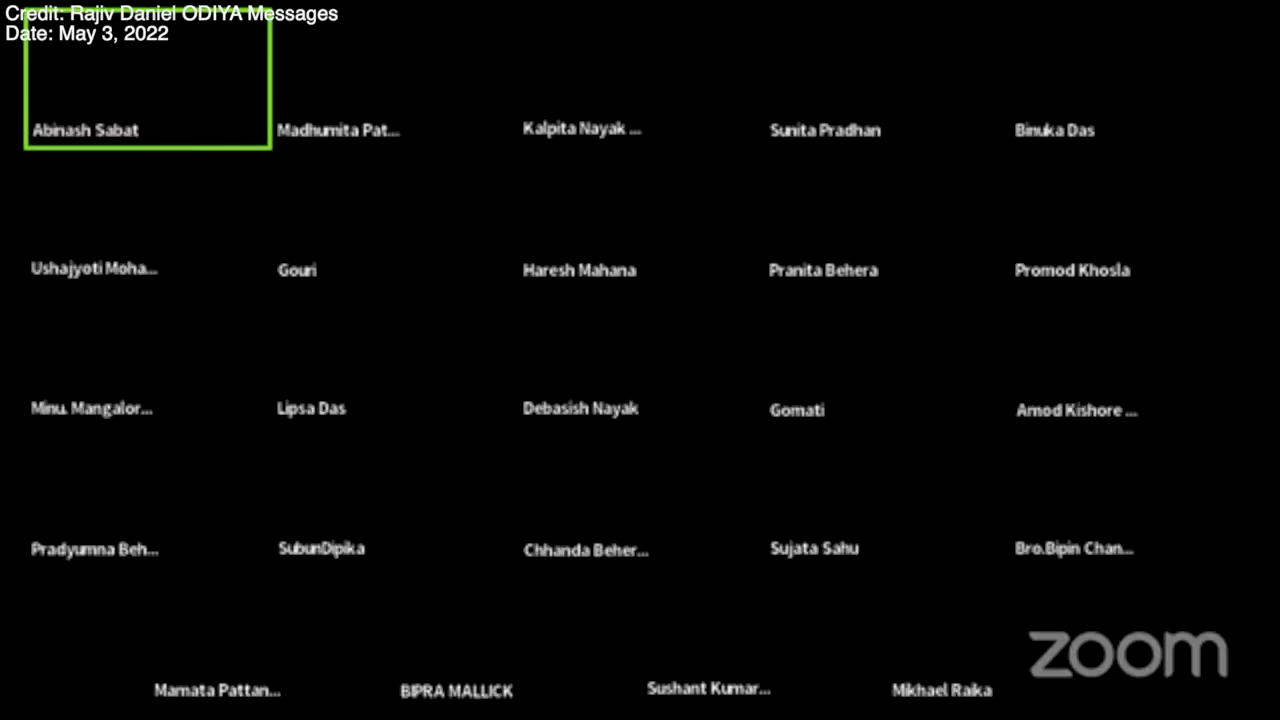 Credit: Rajiv Daniel ODIYA Messages
Date: May 3, 2022
Abinash Sabat Madhumita Pat... Kalpita Nayak ... Sunita Pradhan Binuka Das
Ushajyoti Moha... Gouri Haresh Mahana Pranita Behera Promod Khosla
Minu. Mangalor... Lipsa Das Debasish Nayak Gomati Amod Kishore ...
Pradyumna Beh... SubunDipika Chhanda Beher... Sujata Sahu Bro.Bipin Chan...
zoom
Mamata Pattan... BIPRA MALLICK Sushant Kumar... Mikhael Raika